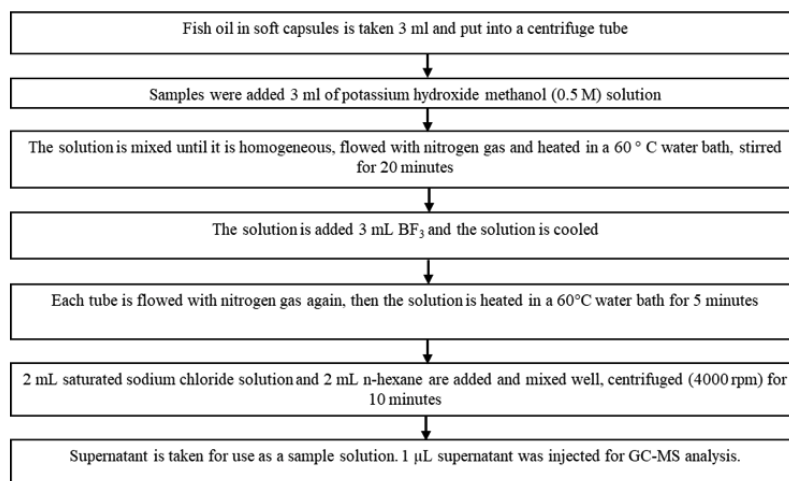 Fish oil in soft capsules is taken 3 ml and put into a centrifuge tube
Samples were added 3 ml of potassium hydroxide methanol (0.5 M) solution
The solution is mixed until it is homogeneous, flowed with nitrogen gas and heated in a 60 ° C water bath, stirred
for 20 minutes
The solution is added 3 mL BF₃ and the solution is cooled
Each tube is flowed with nitrogen gas again, then the solution is heated in a 60°C water bath for 5 minutes
2 mL saturated sodium chloride solution and 2 mL n-hexane are added and mixed well, centrifuged (4000 rpm) for
10 minutes
Supernatant is taken for use as a sample solution. 1 μL supernatant was injected for GC-MS analysis.